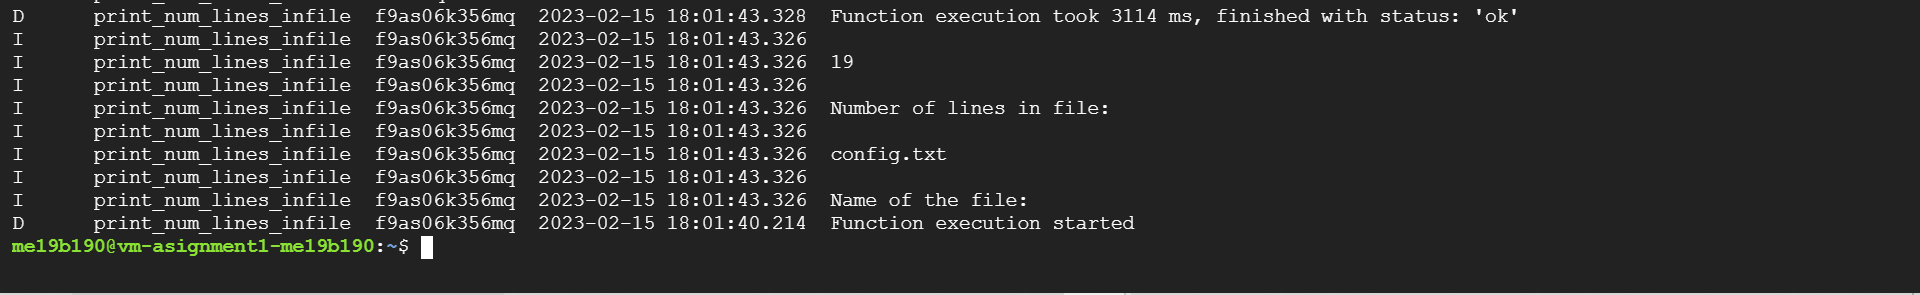 D print_num_lines_infile f9as06k356mq 2023-02-15 18:01:43.328 Function execution took 3114 ms, finished with status: 'ok'
I print_num_lines_infile f9as06k356mq 2023-02-15 18:01:43.326
I print_num_lines_infile f9as06k356mq 2023-02-15 18:01:43.326 19
I print_num_lines_infile f9as06k356mq 2023-02-15 18:01:43.326
I print_num_lines_infile f9as06k356mq 2023-02-15 18:01:43.326 Number of lines in file:
I print_num_lines_infile f9as06k356mq 2023-02-15 18:01:43.326
I print_num_lines_infile f9as06k356mq 2023-02-15 18:01:43.326 config.txt
I print_num_lines_infile f9as06k356mq 2023-02-15 18:01:43.326
I print_num_lines_infile f9as06k356mq 2023-02-15 18:01:43.326 Name of the file:
D print_num_lines_infile f9as06k356mq 2023-02-15 18:01:40.214 Function execution started
me19b190@vm-asignment1-me19b190:~$